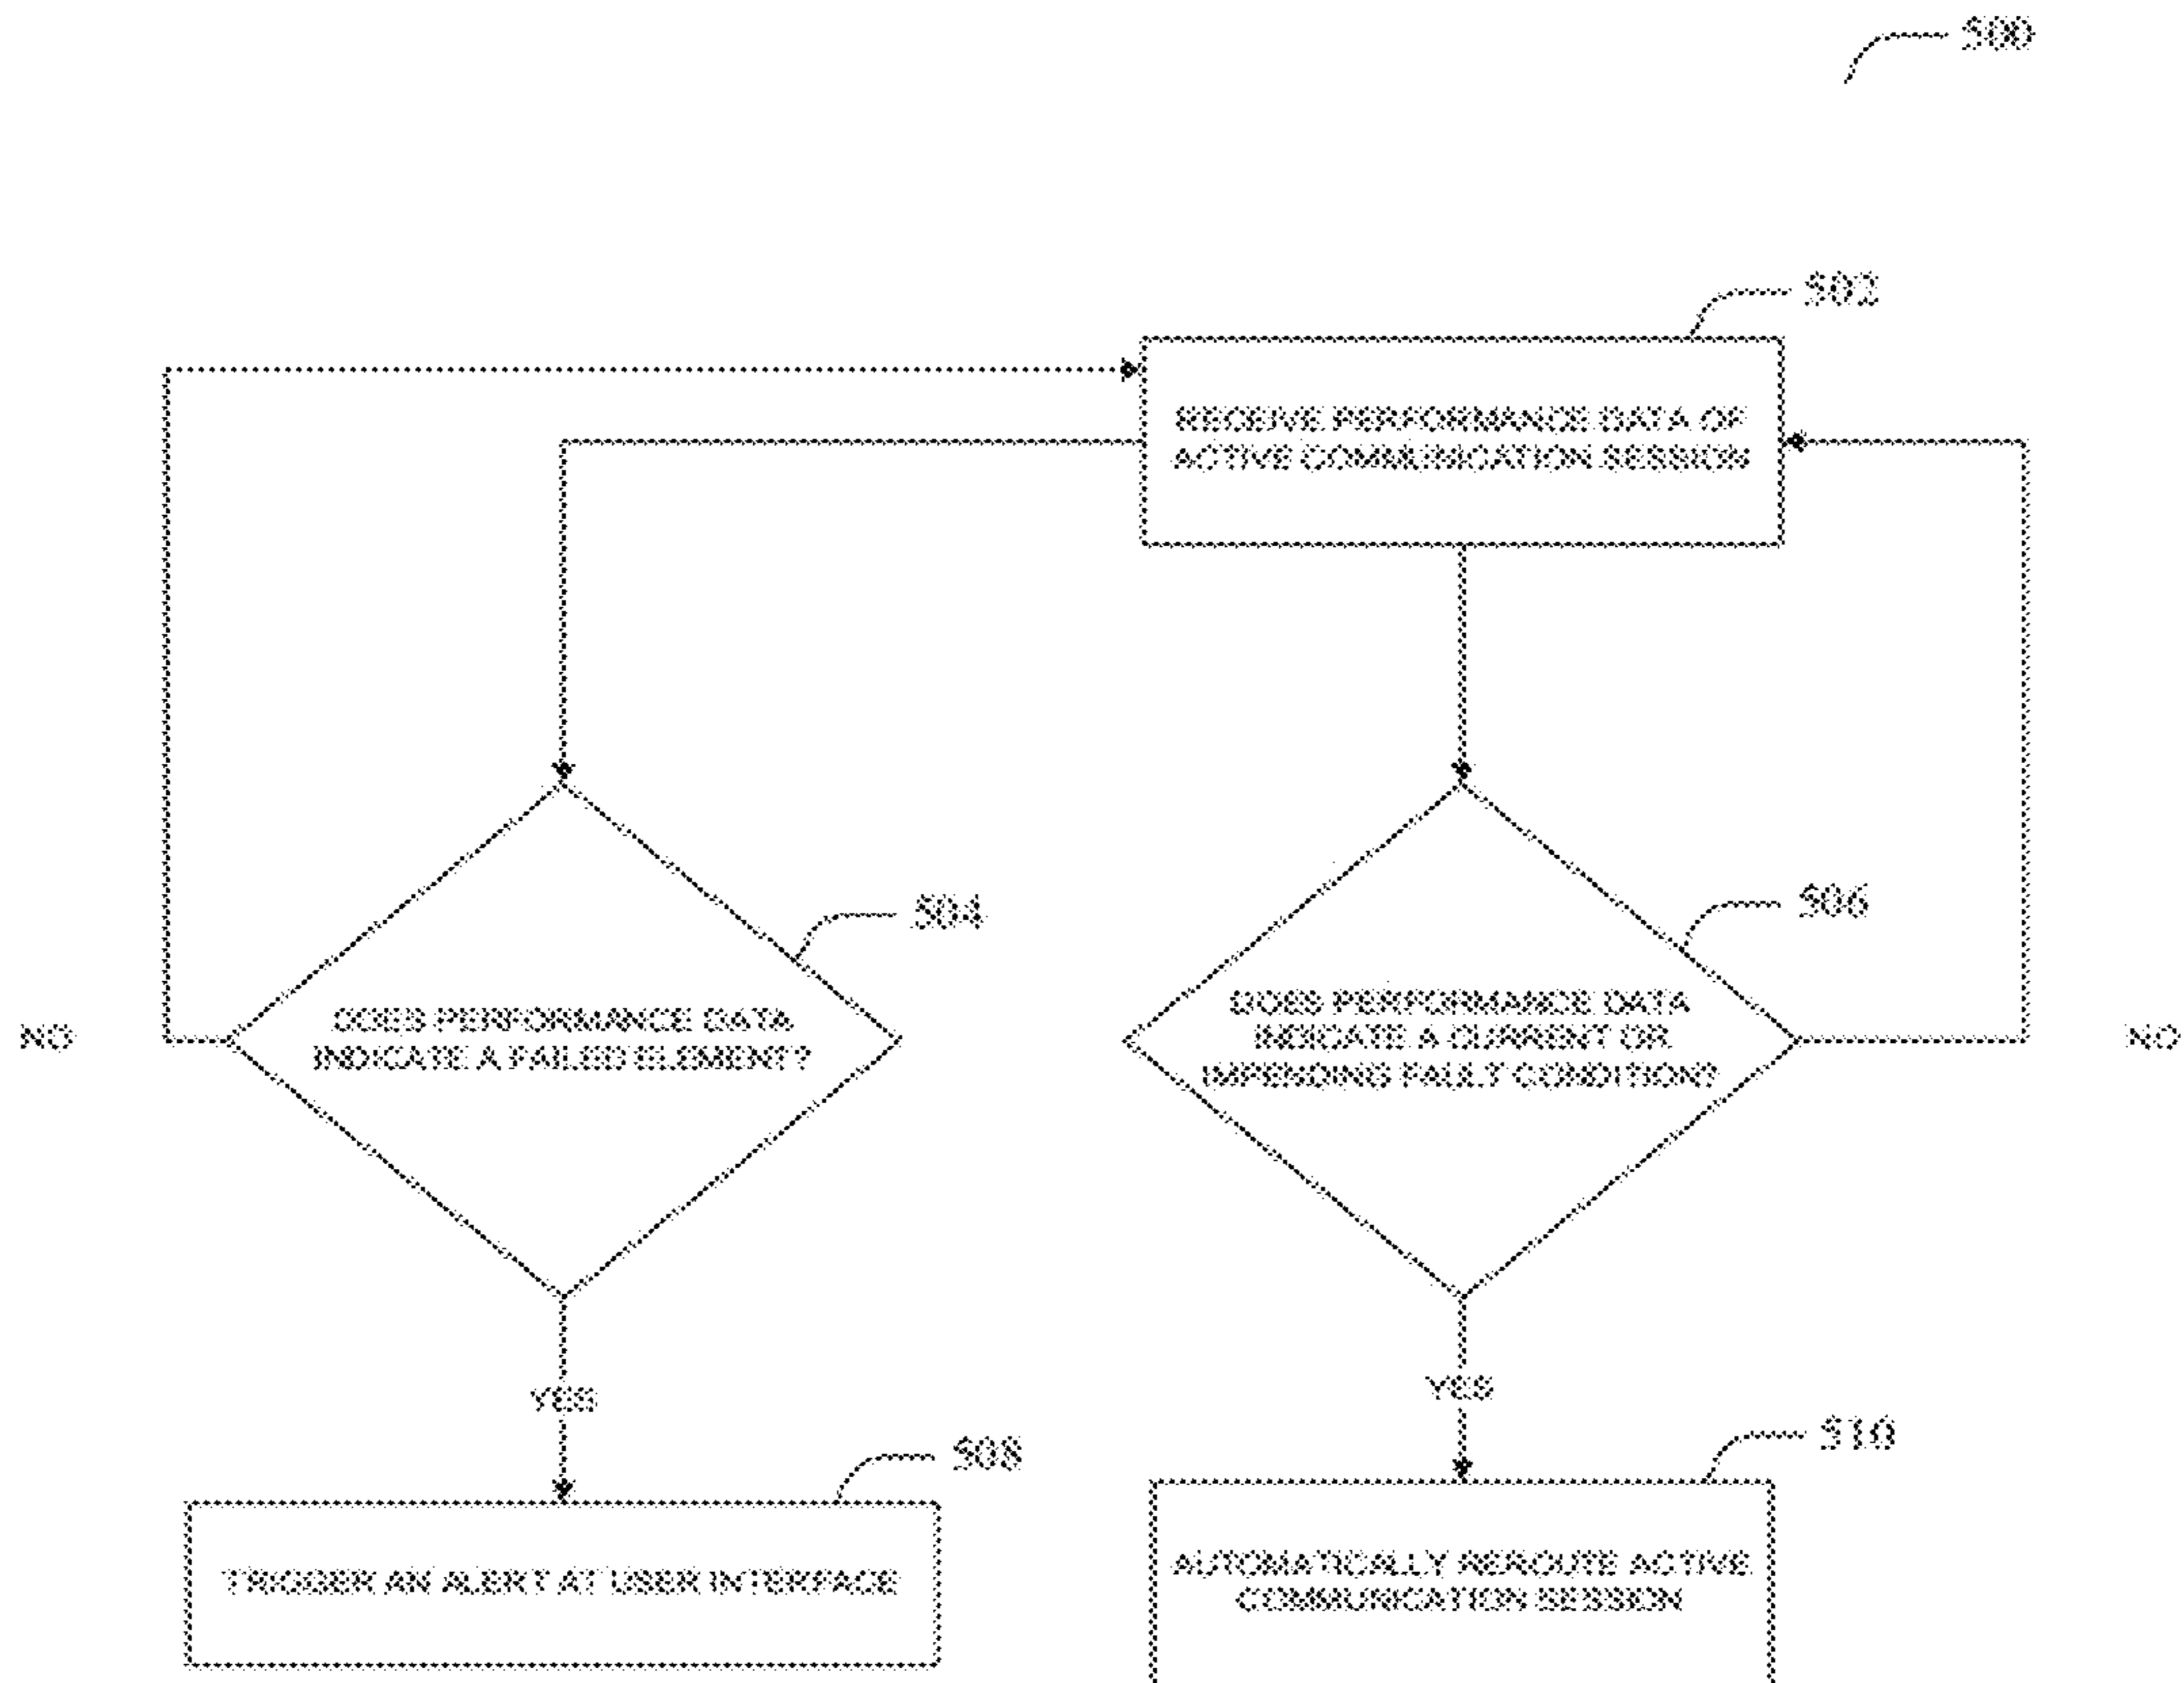 500
502
RECEIVE PERFORMANCE DATA OF
ACTIVE COMMUNICATION SESSION
504
506
DOES PERFORMANCE DATA
INDICATE A FAILED ELEMENT?
DOES PERFORMANCE DATA
INDICATE A CURRENT OR
IMPENDING FAULT CONDITION?
NO
NO
YES
YES
508
510
TRIGGER AN ALERT AT USER INTERFACE
AUTOMATICALLY REROUTE ACTIVE
COMMUNICATION SESSION